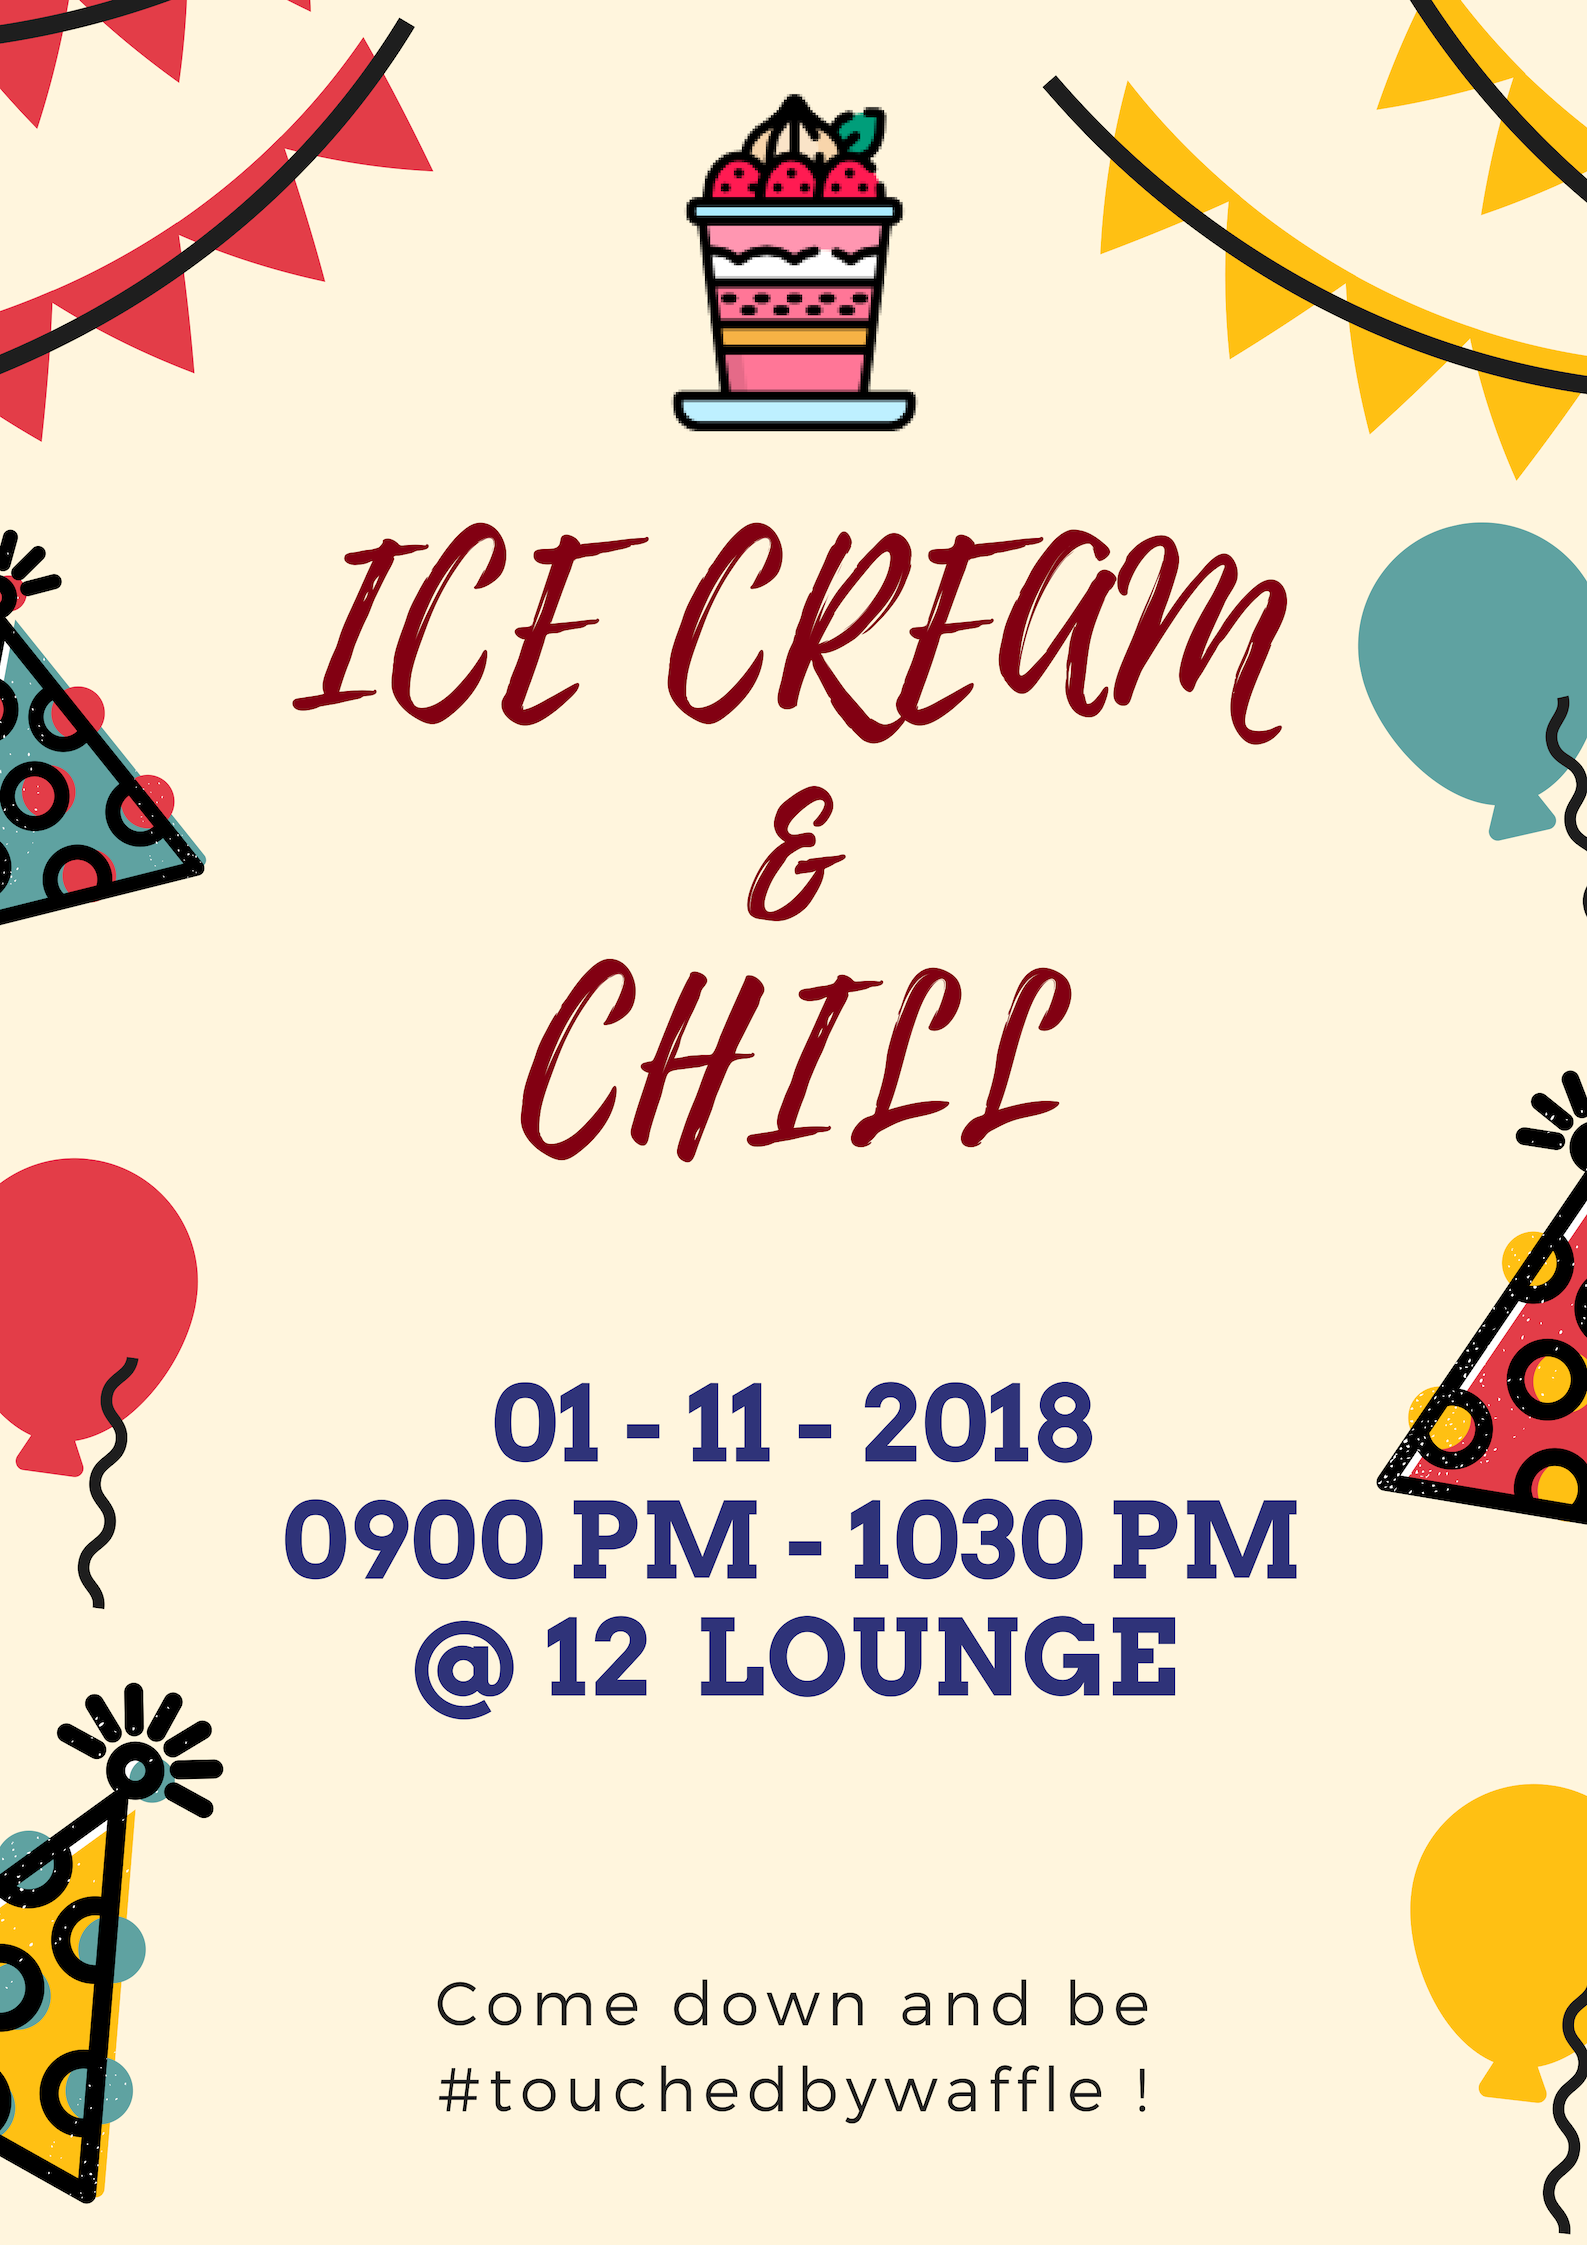 ICE CREAM
&
CHILL
01 - 11 - 2018
0900 PM - 1030 PM
@ 12 LOUNGE
Come down and be
#touchedbywaffle !